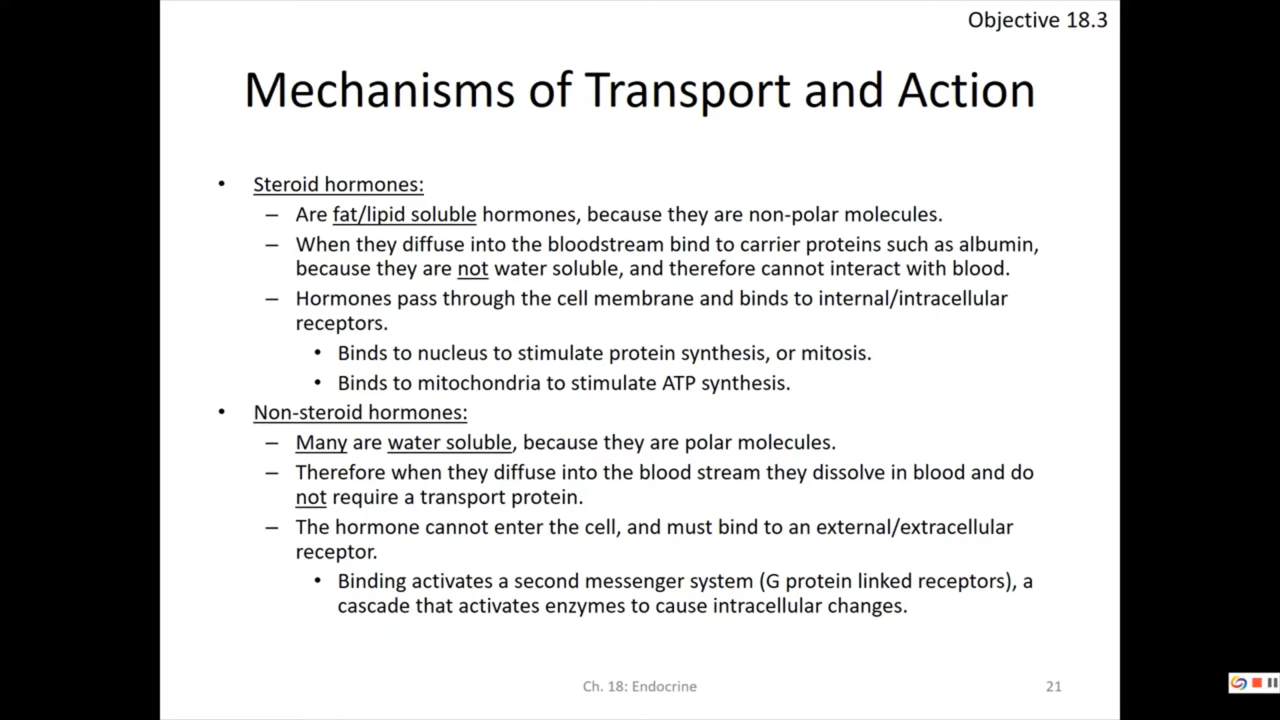 Objective 18.3
Mechanisms of Transport and Action
• Steroid hormones:
– Are fat/lipid soluble hormones, because they are non-polar molecules.
– When they diffuse into the bloodstream bind to carrier proteins such as albumin,
because they are not water soluble, and therefore cannot interact with blood.
– Hormones pass through the cell membrane and binds to internal/intracellular
receptors.
• Binds to nucleus to stimulate protein synthesis, or mitosis.
• Binds to mitochondria to stimulate ATP synthesis.
• Non-steroid hormones:
– Many are water soluble, because they are polar molecules.
– Therefore when they diffuse into the blood stream they dissolve in blood and do
not require a transport protein.
– The hormone cannot enter the cell, and must bind to an external/extracellular
receptor.
• Binding activates a second messenger system (G protein linked receptors), a
cascade that activates enzymes to cause intracellular changes.
Ch. 18: Endocrine
21